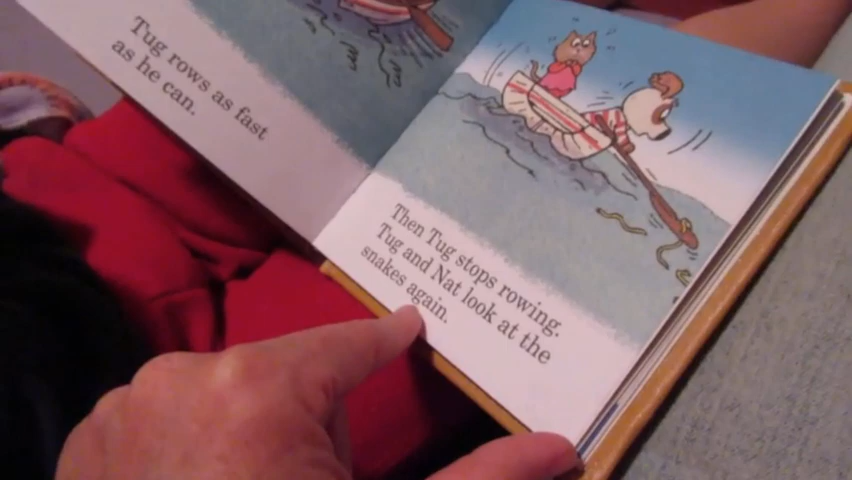 Tug rows as fast
as he can.
Then Tug stops rowing.
Tug and Nat look at the
snakes again.